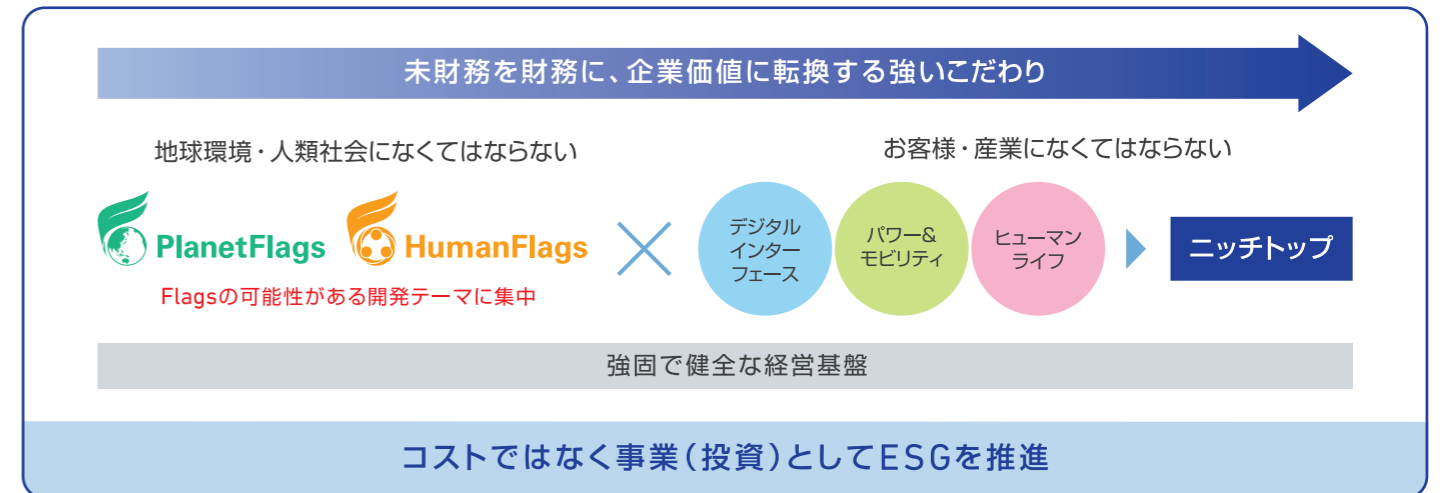 未財務を財務に、企業価値に転換する強いこだわり
地球環境・人類社会になくてはならない
お客様・産業になくてはならない
PlanetFlags
HumanFlags
Flagsの可能性がある開発テーマに集中
デジタル
インター
フェース
パワー&
モビリティ
ヒューマン
ライフ
ニッチトップ
強固で健全な経営基盤
コストではなく事業(投資)としてESGを推進